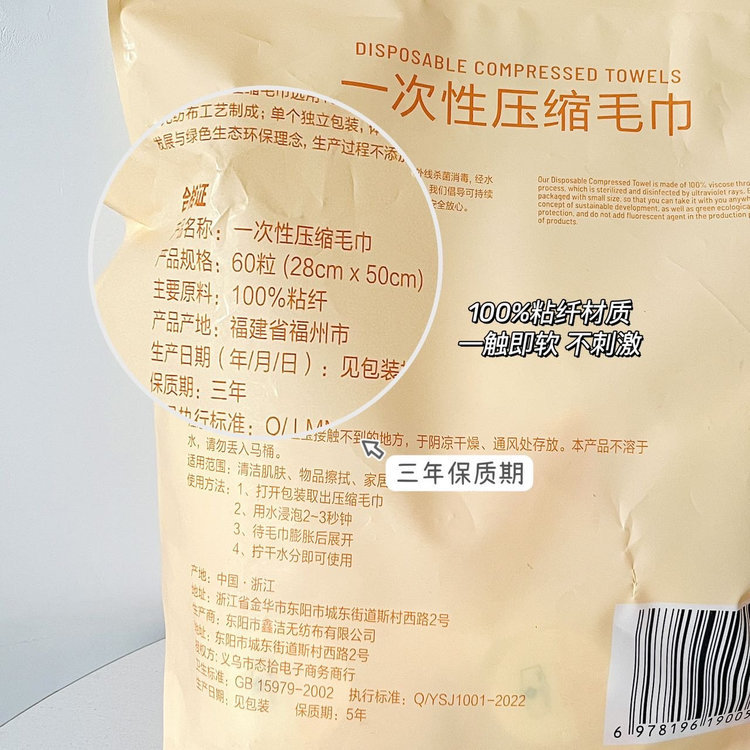 DISPOSABLE COMPRESSED TOWELS
一次性压缩毛巾
纺布工艺制成；单个独立包装，
发展与绿色生态环保理念，生产过程不添加
外线杀菌消毒，经水
我们倡导可持续
安全放心。
Our Disposable Compressed Towel is made of 100% viscose thro
process, which is sterilized and disinfected by ultraviolet rays. E
packaged with small size, so that you can take it with you anywh
concept of sustainable development, as well as green ecologica
protection, and do not add fluorescent agent in the production p
of products.
合格证
名称：一次性压缩毛巾
产品规格：60粒 (28cm x 50cm)
主要原料：100%粘纤
产品产地：福建省福州市
生产日期（年/月/日）：见包装
保质期：三年
执行标准：Q/
100%粘纤材质
一触即软 不刺激
接触不到的地方，于阴凉干燥、通风处存放。本产品不溶于
水，请勿丢入马桶。
三年保质期
适用范围：清洁肌肤、物品擦拭、家居
使用方法：1、打开包装取出压缩毛巾
2、用水浸泡2~3秒钟
3、待毛巾膨胀后展开
4、拧干水分即可使用
产地：中国·浙江
地址：浙江省金华市东阳市城东街道斯村西路2号
生产商：东阳市鑫洁无纺布有限公司
地址：东阳市城东街道斯村西路2号
授权方：义乌市态拾电子商务商行
卫生标准：GB 15979-2002 执行标准：Q/YSJ1001-2022
生产日期：见包装 保质期：5年
6 978196 19005